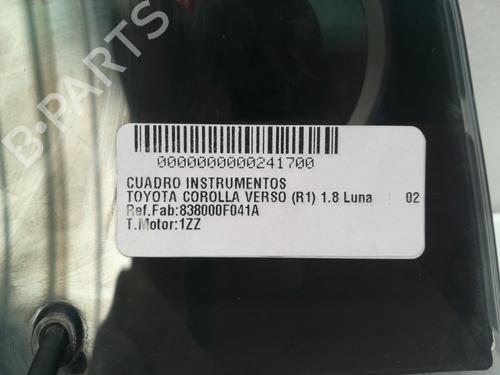 B-PARTS
0000000000241700
CUADRO INSTRUMENTOS
TOYOTA COROLLA VERSO (R1) 1.8 Luna 02
Ref.Fab:838000F041A
T.Motor:1ZZ